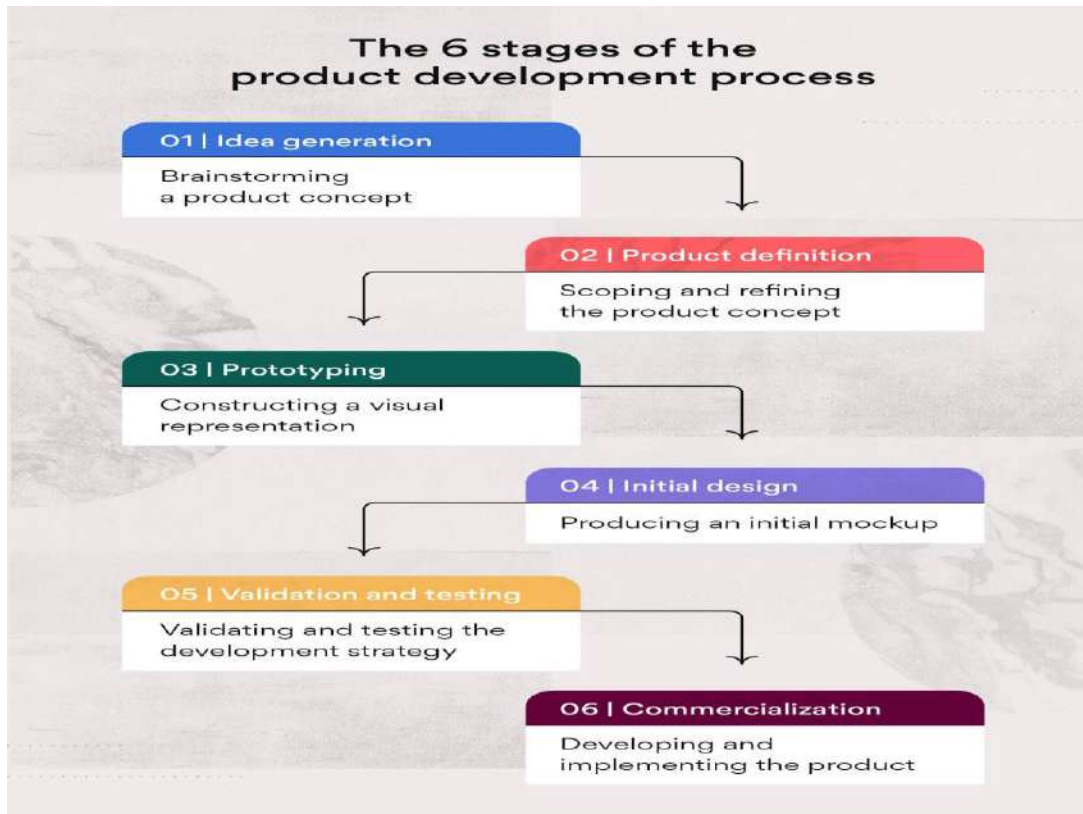 The 6 stages of the
product development process
01 | Idea generation
Brainstorming
a product concept
02 | Product definition
Scoping and refining
the product concept
03 | Prototyping
Constructing a visual
representation
04 | Initial design
Producing an initial mockup
05 | Validation and testing
Validating and testing the
development strategy
06 | Commercialization
Developing and
implementing the product